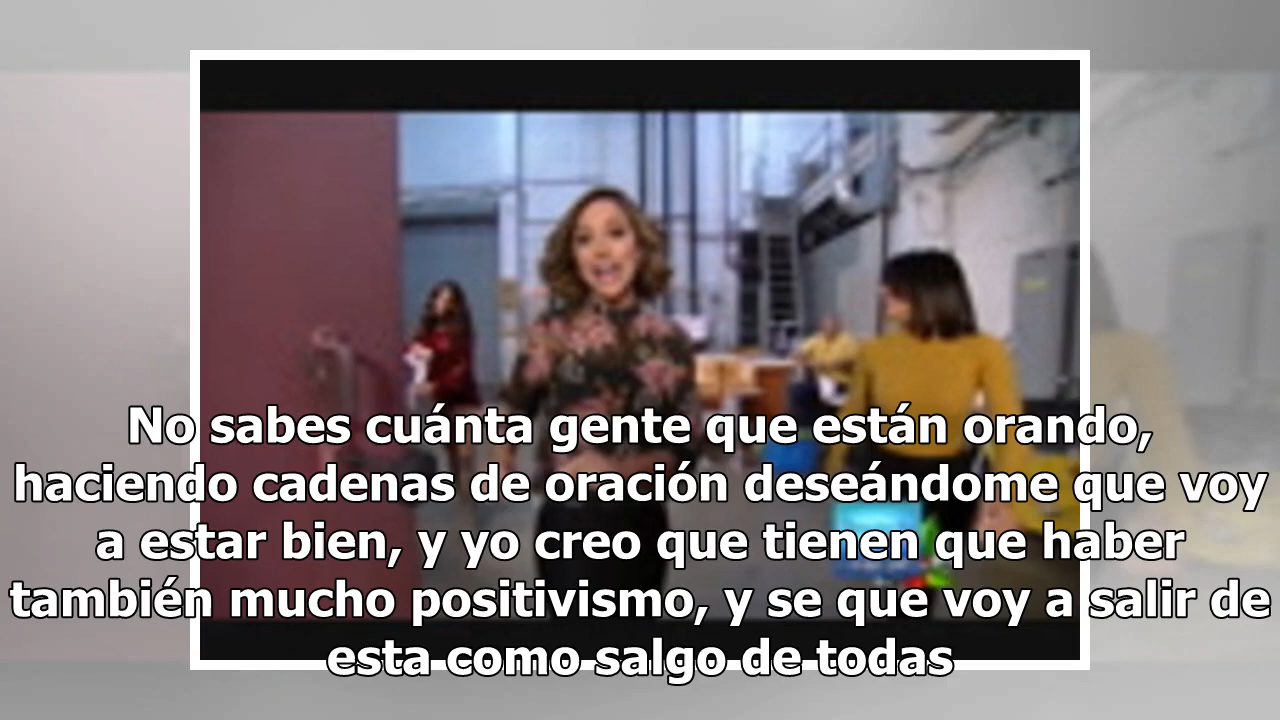 No sabes cuánta gente que están orando,
haciendo cadenas de oración deseándome que voy
a estar bien, y yo creo que tienen que haber
también mucho positivismo, y se que voy a salir de
esta como salgo de todas